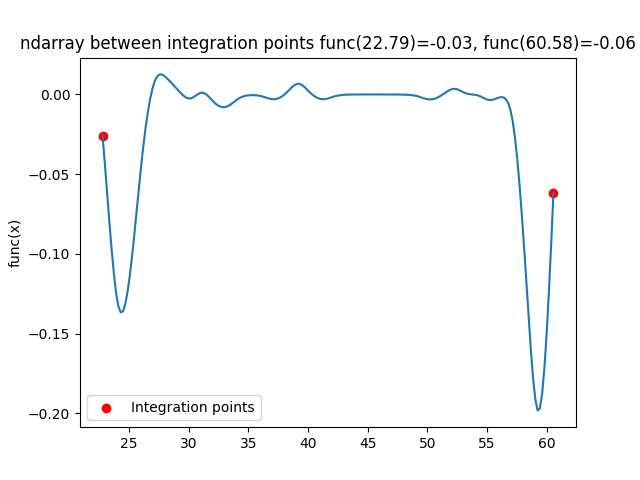 ndarray between integration points func(22.79)=-0.03, func(60.58)=-0.06
0.00
−0.05
−0.10
−0.15
−0.20
func(x)
Integration points
25 30 35 40 45 50 55 60